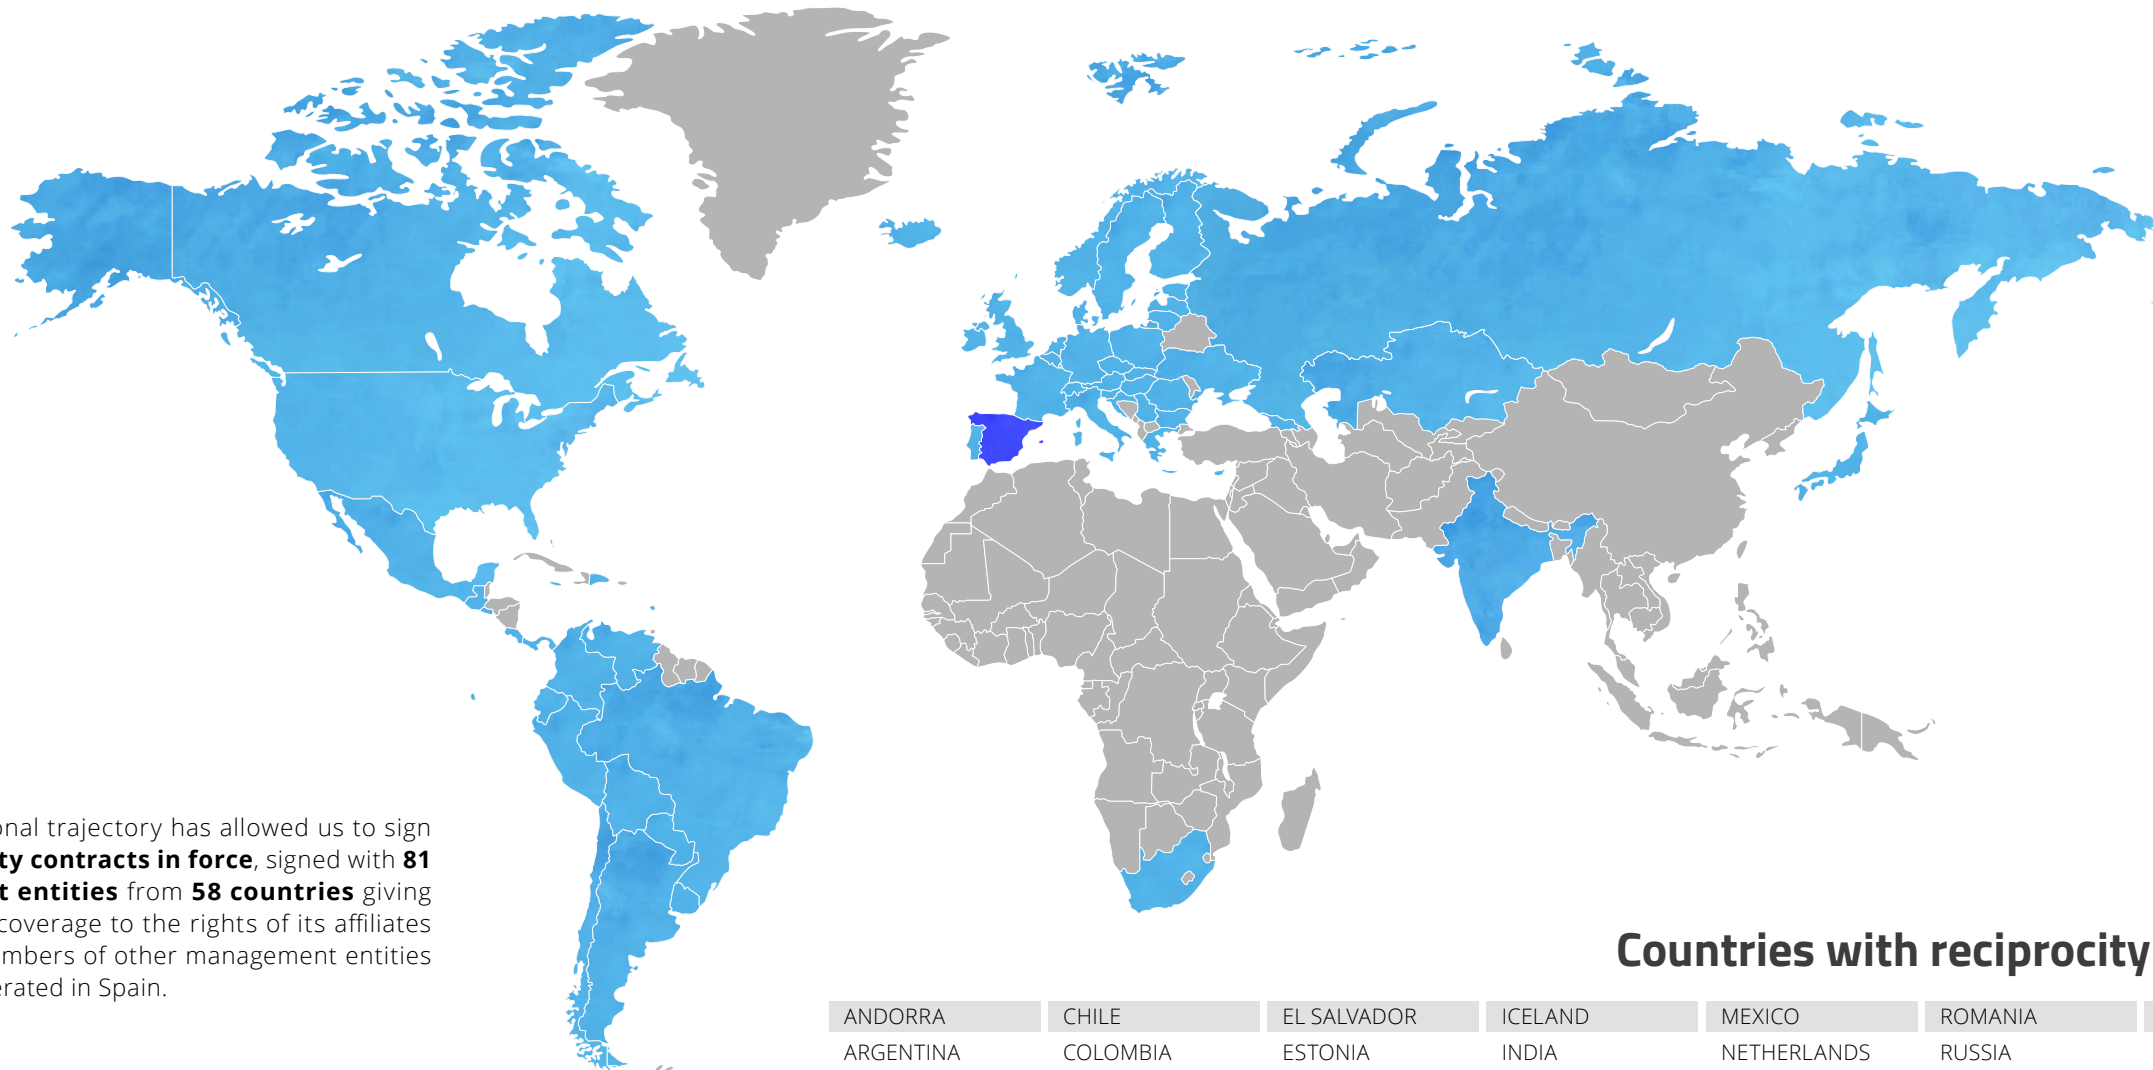 onal trajectory has allowed us to sign
ty contracts in force, signed with 81
t entities from 58 countries giving
coverage to the rights of its affiliates
mbers of other management entities
erated in Spain.
Countries with reciprocity
ANDORRA CHILE EL SALVADOR ICELAND MEXICO ROMANIA
ARGENTINA COLOMBIA ESTONIA INDIA NETHERLANDS RUSSIA